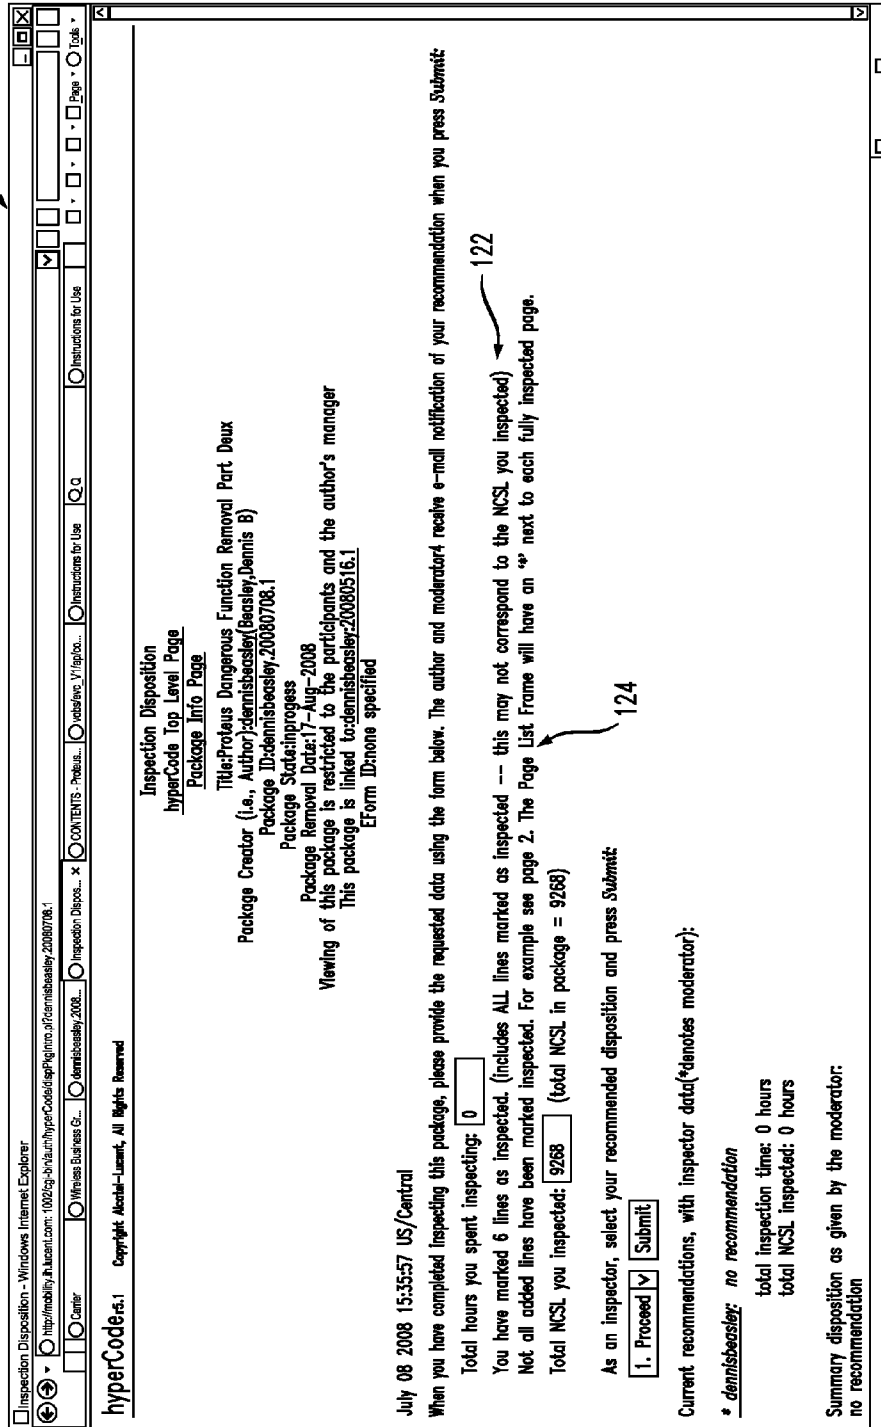 Inspection Disposition - Windows Internet Explorer
http://mobility.ih.lucent.com: 1002/cgi-bin/auth/hyperCode/dispPkgIntro.pl?dennisbeasley.20080708.1
Carrier
Wireless Business Gr...
dennisbeasley.2008...
Inspection Dispos... ×
CONTENTS - Proteus...
Instructions for Use
Q a
Instructions for Use
Page
Tools
hyperCode r5.1 Copyright Alcatel-Lucent, All Rights Reserved
Inspection Disposition
hyperCode Top Level Page
Package Info Page
Title:Proteus Dangerous Function Removal Part Deux
Package Creator (i.e., Author):dennisbeasley(Beasley,Dennis B)
Package ID:dennisbeasley.20080708.1
Package State:inprogess
Package Removal Date:17-Aug-2008
Viewing of this package is restricted to the participants and the author's manager
This package is linked to:dennisbeasley:20080516.1
EForm ID:none specified
July 08 2008 15:35:57 US/Central
When you have completed inspecting this package, please provide the requested data using the form below. The author and moderator4 receive e-mail notification of your recommendation when you press Submit:
Total hours you spent inspecting: 0
You have marked 6 lines as inspected. (includes ALL lines marked as inspected -- this may not correspond to the NCSL you inspected) 122
Not all added lines have been marked inspected. For example see page 2. The Page List Frame will have an '*' next to each fully inspected page.
Total NCSL you inspected: 9268 (total NCSL in package = 9268)
124
As an inspector, select your recommended disposition and press Submit:
1. Proceed Submit
Current recommendations, with inspector data(*denotes moderator):
* dennisbeasley: no recommendation
total inspection time: 0 hours
total NCSL inspected: 0 hours
Summary disposition as given by the moderator:
no recommendation